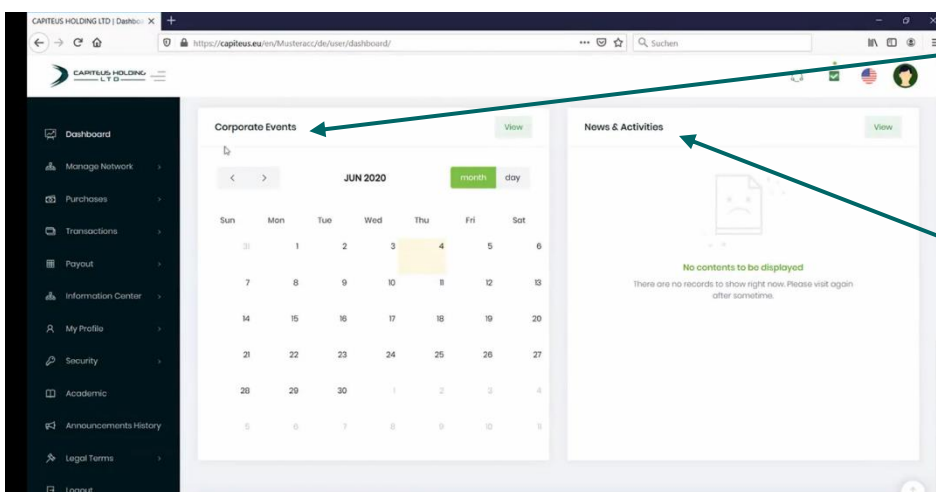 CAPITEUS HOLDING LTD | Dashboa
https://capiteus.eu/en/Musteracc/de/user/dashboard/
Suchen
CAPITEUS HOLDING
LTD
Dashboard
Manage Network
Purchases
Transactions
Payout
Information Center
My Profile
Security
Academic
Announcements History
Legal Terms
Logout
Corporate Events
View
JUN 2020
month day
Sun Mon Tue Wed Thu Fri Sat
31 1 2 3 4 5 6
7 8 9 10 11 12 13
14 15 16 17 18 19 20
21 22 23 24 25 26 27
28 29 30 1 2 3 4
5 6 7 8 9 10 11
News & Activities
View
No contents to be displayed
There are no records to show right now. Please visit again
after sometime.